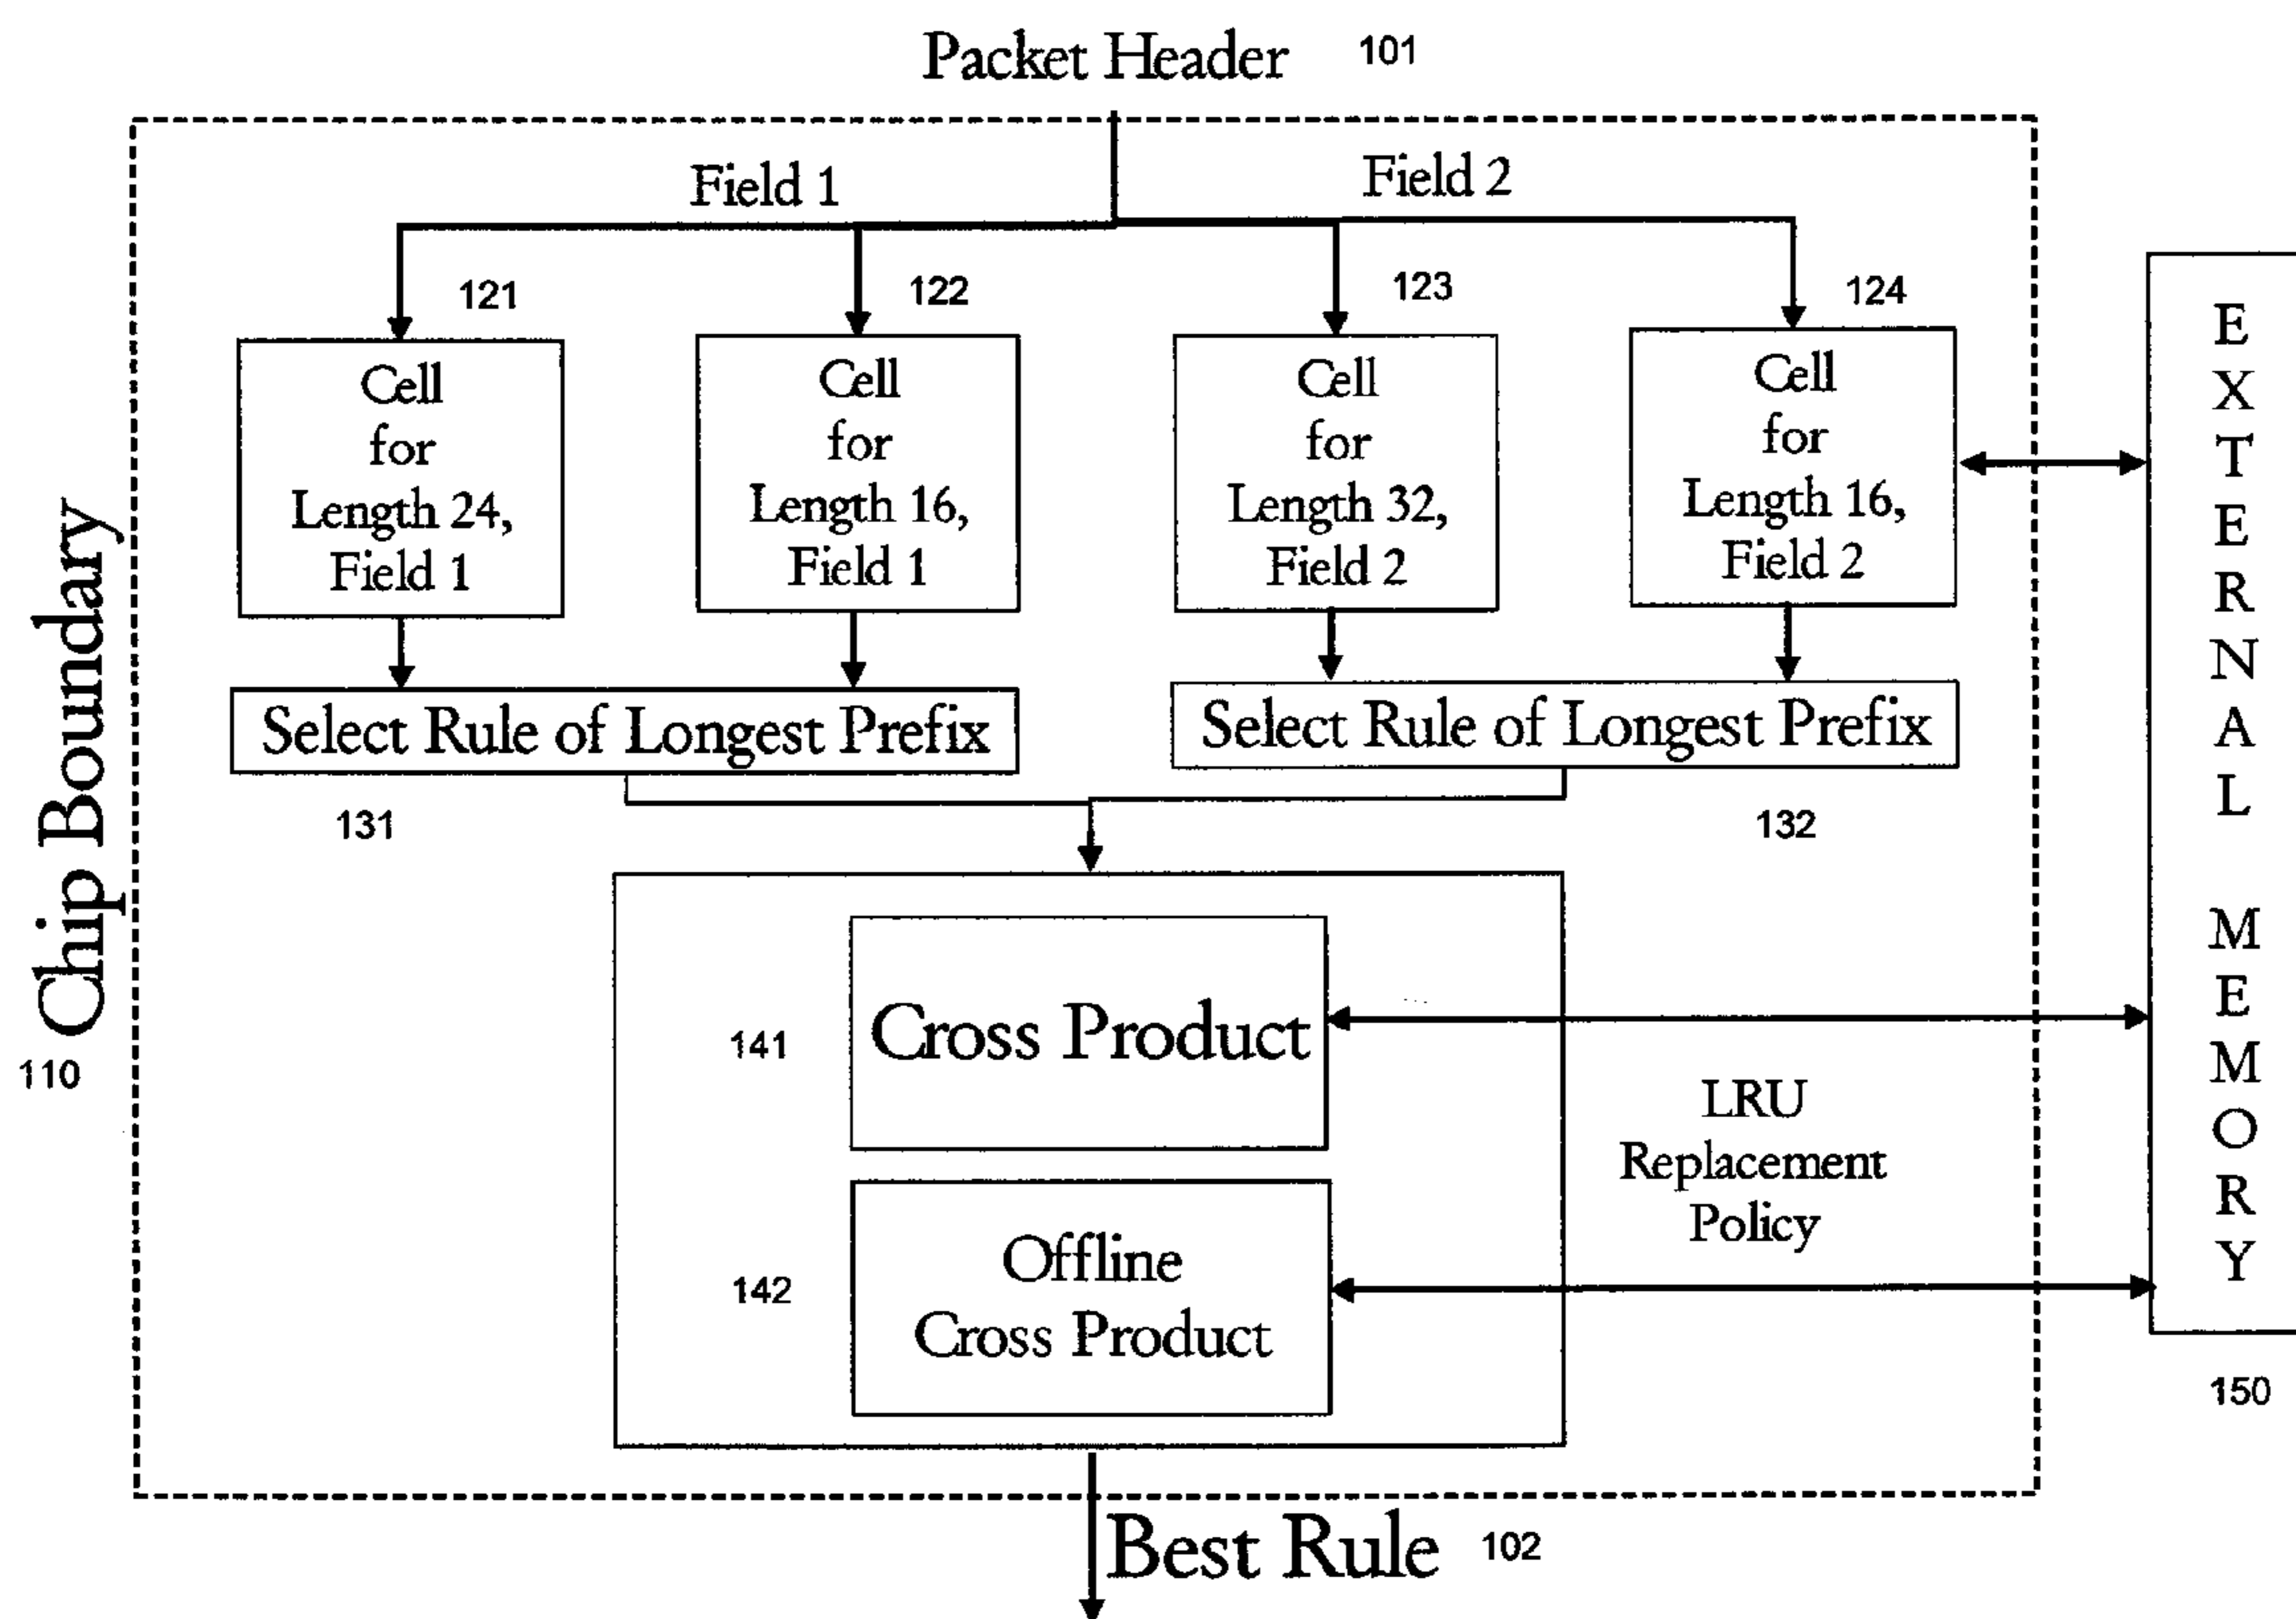 Packet Header 101
Field 1
Field 2
121
122
123
124
Cell
for
Length 24,
Field 1
Cell
for
Length 16,
Field 1
Cell
for
Length 32,
Field 2
Cell
for
Length 16,
Field 2
Select Rule of Longest Prefix
Select Rule of Longest Prefix
131
132
Chip Boundary
110
141
Cross Product
142
Offline
Cross Product
LRU
Replacement
Policy
EXTERNAL MEMORY
150
Best Rule 102